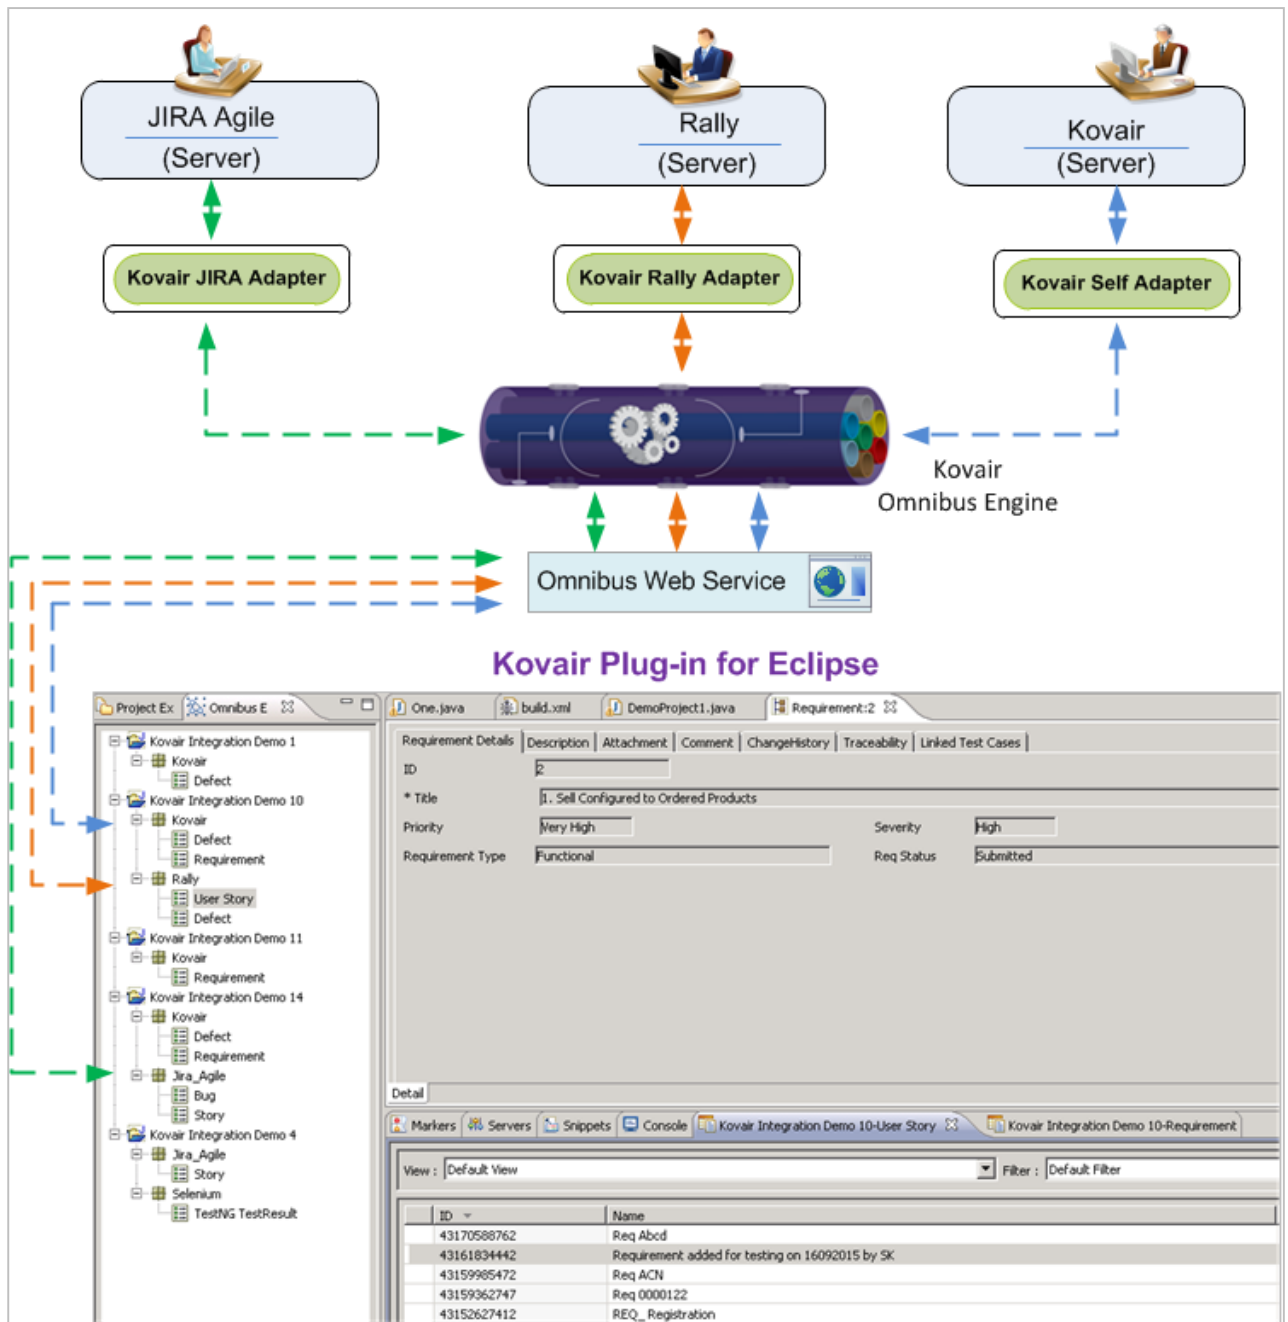 JIRA Agile
(Server)
Rally
(Server)
Kovair
(Server)
Kovair JIRA Adapter
Kovair Rally Adapter
Kovair Self Adapter
Kovair
Omnibus Engine
Omnibus Web Service
Kovair Plug-in for Eclipse
Project Ex
Omnibus E
Kovair Integration Demo 1
Kovair
Defect
Kovair Integration Demo 10
Kovair
Defect
Requirement
Rally
User Story
Defect
Kovair Integration Demo 11
Kovair
Requirement
Kovair Integration Demo 14
Kovair
Defect
Requirement
Jira_Agile
Bug
Story
Kovair Integration Demo 4
Jira_Agile
Story
Selenium
TestNG TestResult
One.java build.xml DemoProject1.java Requirement:2
Requirement Details Description Attachment Comment ChangeHistory Traceability Linked Test Cases
ID 2
* Title 1. Sell Configured to Ordered Products
Priority Very High Severity High
Requirement Type Functional Req Status Submitted
Detail
Markers Servers Snippets Console Kovair Integration Demo 10-User Story Kovair Integration Demo 10-Requirement
View : Default View Filter : Default Filter
ID Name
43170588762 Req Abcd
43161834442 Requirement added for testing on 16092015 by SK
43159985472 Req ACN
43159362747 Req 0000122
43152627412 REQ_ Registration